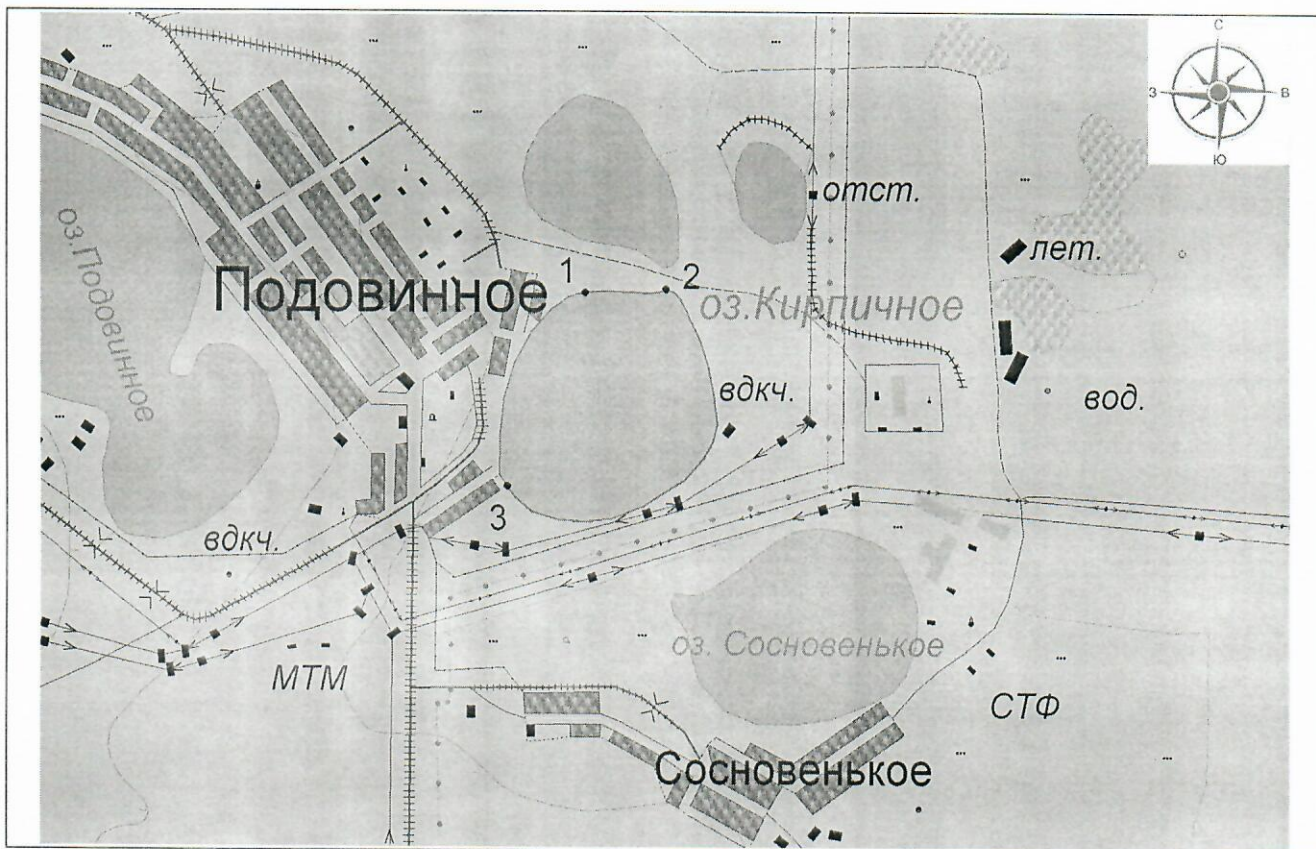 С
З
В
Ю
отст.
лет.
оз.Подовинное
Подовинное
1
2
оз.Кирпичное
вдкч.
вод.
Р
3
вдкч.
МТМ
оз. Сосновенькое
СТФ
Сосновенькое